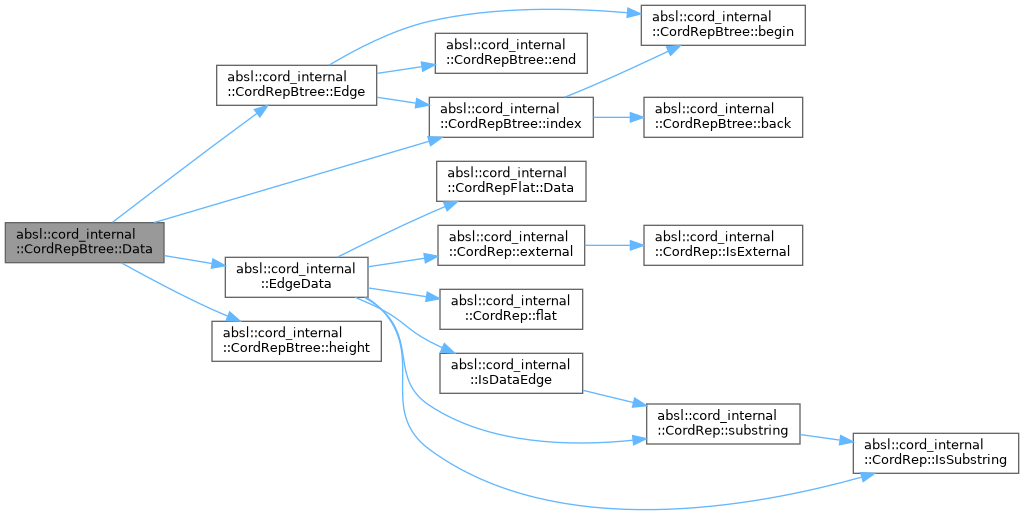 absl::cord_internal
::CordRepBtree::Data
absl::cord_internal
::CordRepBtree::Edge
absl::cord_internal
::CordRepBtree::begin
absl::cord_internal
::CordRepBtree::end
absl::cord_internal
::CordRepBtree::index
absl::cord_internal
::CordRepBtree::back
absl::cord_internal
::EdgeData
absl::cord_internal
::CordRepFlat::Data
absl::cord_internal
::CordRep::external
absl::cord_internal
::CordRep::IsExternal
absl::cord_internal
::CordRep::flat
absl::cord_internal
::IsDataEdge
absl::cord_internal
::CordRep::substring
absl::cord_internal
::CordRep::IsSubstring
absl::cord_internal
::CordRepBtree::height